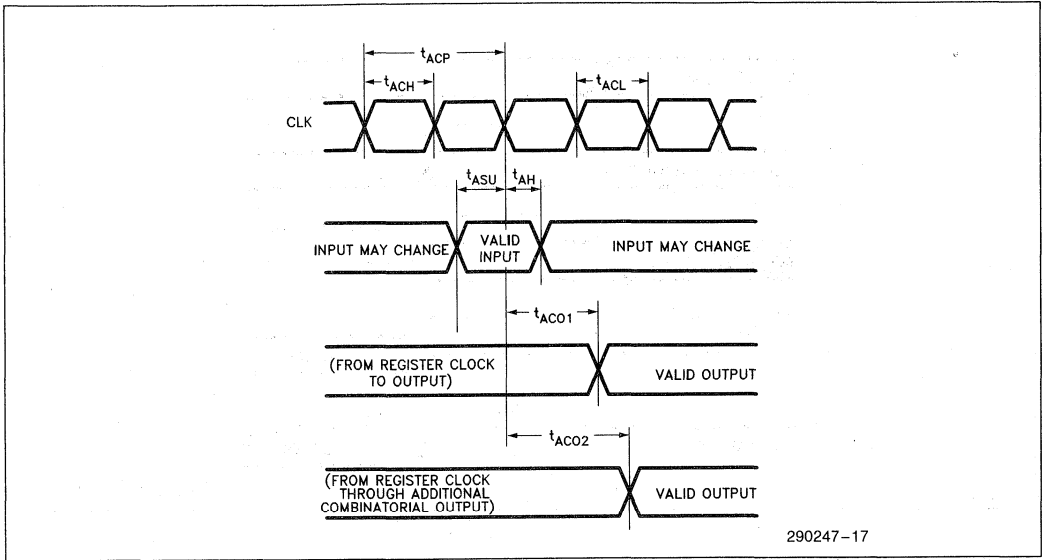 tACP
tACH
tACL
CLK
tASU
tAH
INPUT MAY CHANGE
VALID
INPUT
INPUT MAY CHANGE
tACO1
(FROM REGISTER CLOCK
TO OUTPUT)
VALID OUTPUT
tACO2
(FROM REGISTER CLOCK
THROUGH ADDITIONAL
COMBINATORIAL OUTPUT)
VALID OUTPUT
290247–17